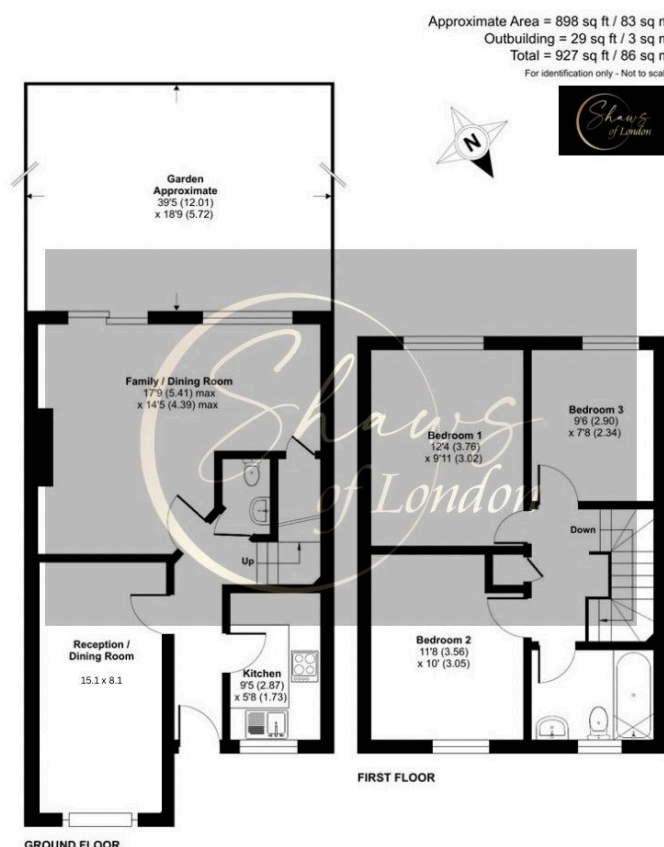 Approximate Area = 898 sq ft / 83 sq m
Outbuilding = 29 sq ft / 3 sq m
Total = 927 sq ft / 86 sq m
For identification only - Not to scal
Shaws
of London
N
Garden
Approximate
39'5 (12.01)
x 18'9 (5.72)
Family / Dining Room
17'9 (5.41) max
x 14'5 (4.39) max
Shaws
of London
Bedroom 1
12'4 (3.76)
x 9'11 (3.02)
Bedroom 3
9'6 (2.90)
x 7'8 (2.34)
Down
Up
Reception /
Dining Room
15.1 x 8.1
Kitchen
9'5 (2.87)
x 5'8 (1.73)
Bedroom 2
11'8 (3.56)
x 10' (3.05)
FIRST FLOOR
GROUND FLOOR